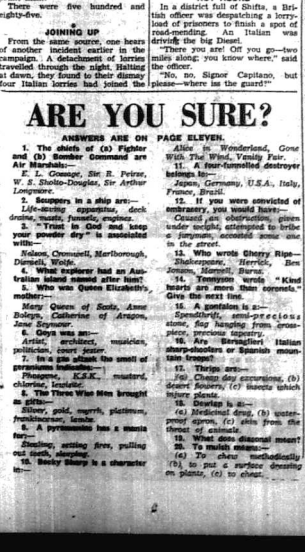 There were five hundred and
eighty-five.
JOINING UP
From the same source, one hears
of another incident earlier in the
campaign. A detachment of lorries
travelled through the night. Halting
at dawn, they found to their dismay
four Italian lorries had joined the
In a district full of Shifts, a Bri-
tish officer was despatching a lorry-
load of prisoners to finish a spot of
road-mending. An Italian was
driving the big Diesel.
"There you are! Off you go—two
miles along; you know where," said
the officer.
"No, no, Signor Capitano, but
please—where iss the guard?"
ARE YOU SURE?
ANSWERS ARE ON PAGE ELEVEN.
1. The chiefs of (a) Fighter
and (b) Bomber Command are
Air Marshals:—
E. L. Gossage, Sir R. Peirse,
W. S. Sholto-Douglas, Sir Arthur
Longmore.
2. Scuppers in a ship are:—
Life-saving apparatus, deck
drains, masts, funnels, engines.
3. "Trust in God and keep
your powder dry" is associated
with:—
Nelson, Cromwell, Marlborough,
Darnell, Wolfe.
4. What explorer had an Aus-
tralian island named after him?
5. Who was Queen Elizabeth's
mother:—
Mary Queen of Scots, Anne
Boleyn, Catherine of Aragon,
Jane Seymour.
6. Goya was an:—
Artist, architect, musician,
politician, court jester.
7. In a gas attack the smell of
geraniums indicates:—
Phosgene, K.S.K., mustard,
chlorine, lewisite.
8. The Three Wise Men brought
as gifts—
Silver, gold, myrrh, platinum,
frankincense, lamb.
9. A pyromaniac has a mania
for:—
Stealing, setting fires, pulling
out teeth, sleeping.
10. Becky Sharp is a character
in:—
Alice in Wonderland, Gone
With The Wind, Vanity Fair.
11. A four-funnelled destroyer
belongs to:—
Japan, Germany, U.S.A., Italy,
France, Brazil.
12. If you were convicted of
embracery, you would have:—
Caused an obstruction, given
under weight, attempted to bribe
a juryman, accosted some one
in the street.
13. Who wrote Cherry Ripe—
Shakespeare, Herrick, Ben
Jonson, Marvell, Burns.
14. Tennyson wrote "Kind
hearts are more than coronets."
Give the next line.
15. A gonfalon is a:—
Spendthrift, semi-precious
stone, flag hanging from cross-
piece, precious tapestry.
16. Are Bersaglieri Italian
sharp-shooters or Spanish moun-
tain troops?
17. Thrips are:—
(a) Cheap day excursions, (b)
desert flowers, (c) insects which
injure plants.
18. Dewlap is a:—
(a) Medicinal drug, (b) water-
proof apron, (c) skin from the
throat of animals.
19. What does diaconal mean?
20. To mulch means:—
(a) To chew methodically
(b), to put a surface dressing
on plants, (c) to cheat.